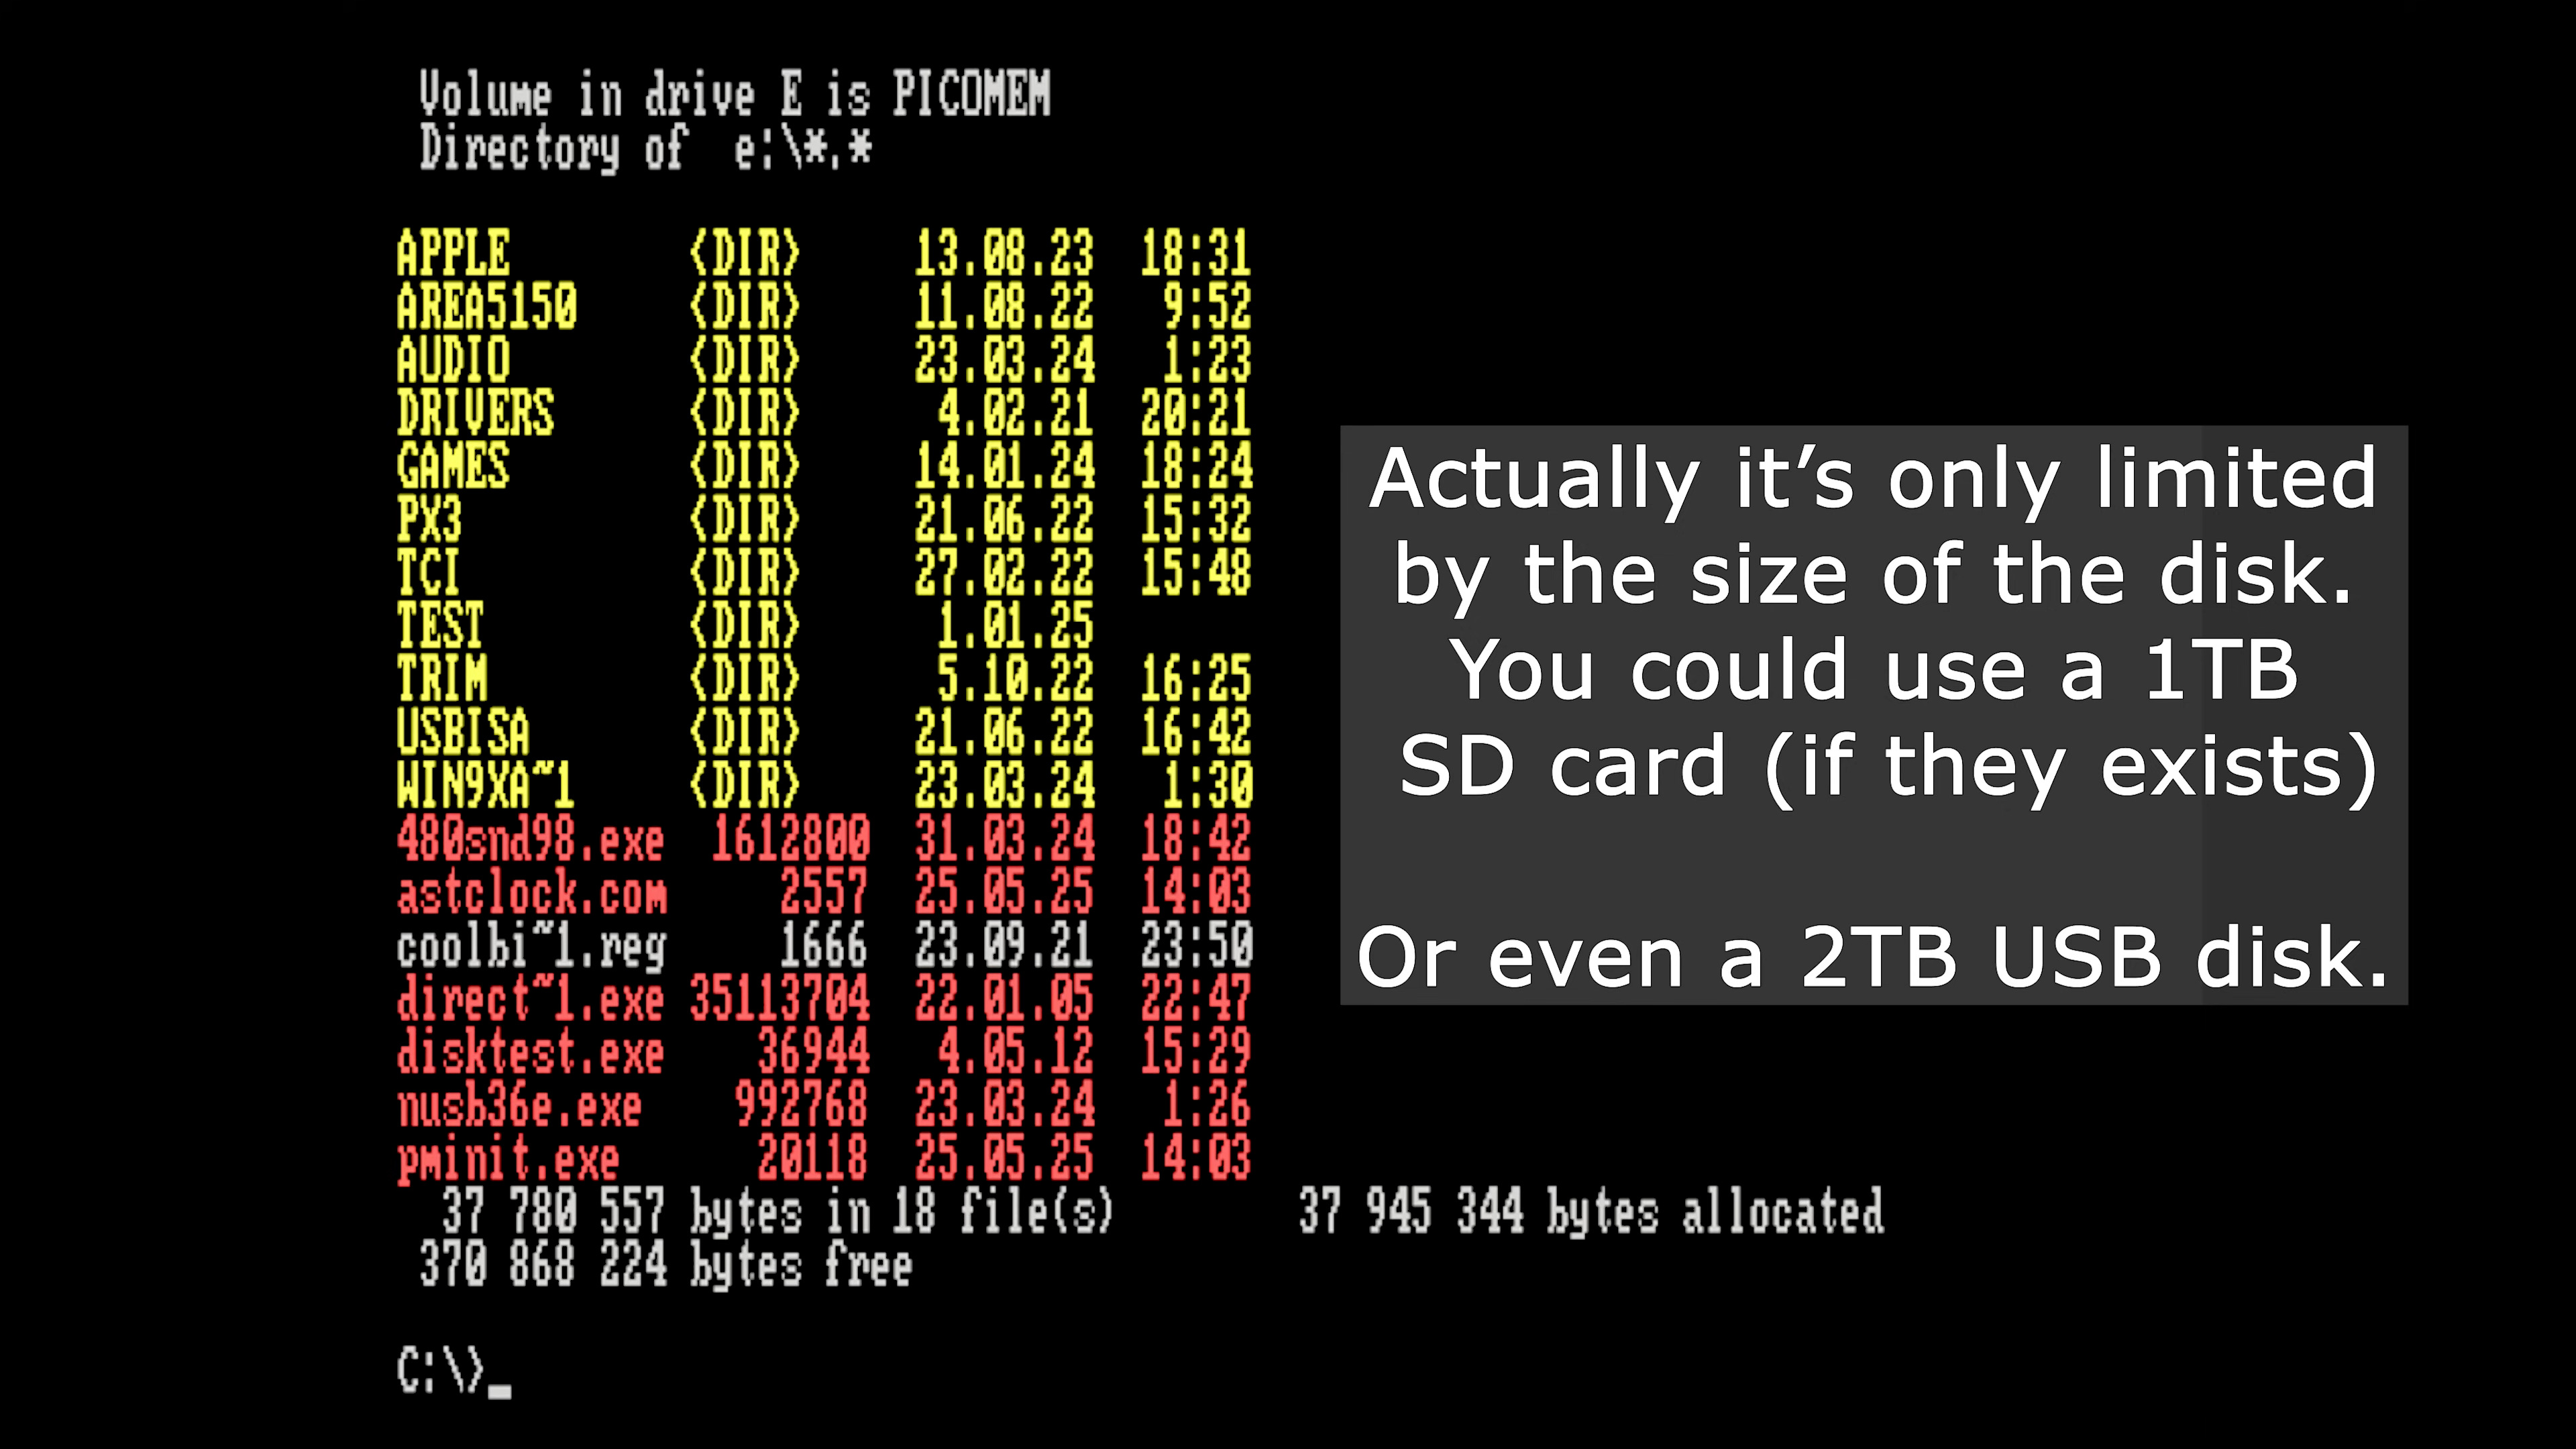 Volume in drive E is PICOMEM
Directory of  e:\*.*
APPLE <DIR> 13.08.23 18:31
AREA5150 <DIR> 11.08.22 9:52
AUDIO <DIR> 23.03.24 1:23
DRIVERS <DIR> 4.02.21 20:21
GAMES <DIR> 14.01.24 18:24
PX3 <DIR> 21.06.22 15:32
TCI <DIR> 27.02.22 15:48
TEST <DIR> 1.01.25
TRIM <DIR> 5.10.22 16:25
USBISA <DIR> 21.06.22 16:42
WIN9XA~1 <DIR> 23.03.24 1:30
480snd98.exe 1612800 31.03.24 18:42
astclock.com 2557 25.05.25 14:03
coolbi~1.reg 1666 23.09.21 23:50
direct~1.exe 35113704 22.01.05 22:47
disktest.exe 36944 4.05.12 15:29
nusb36e.exe 992768 23.03.24 1:26
pminit.exe 20118 25.05.25 14:03
37 780 557 bytes in 18 file(s) 37 945 344 bytes allocated
370 868 224 bytes free
C:\>_
Actually it’s only limited
by the size of the disk.
You could use a 1TB
SD card (if they exists)
Or even a 2TB USB disk.